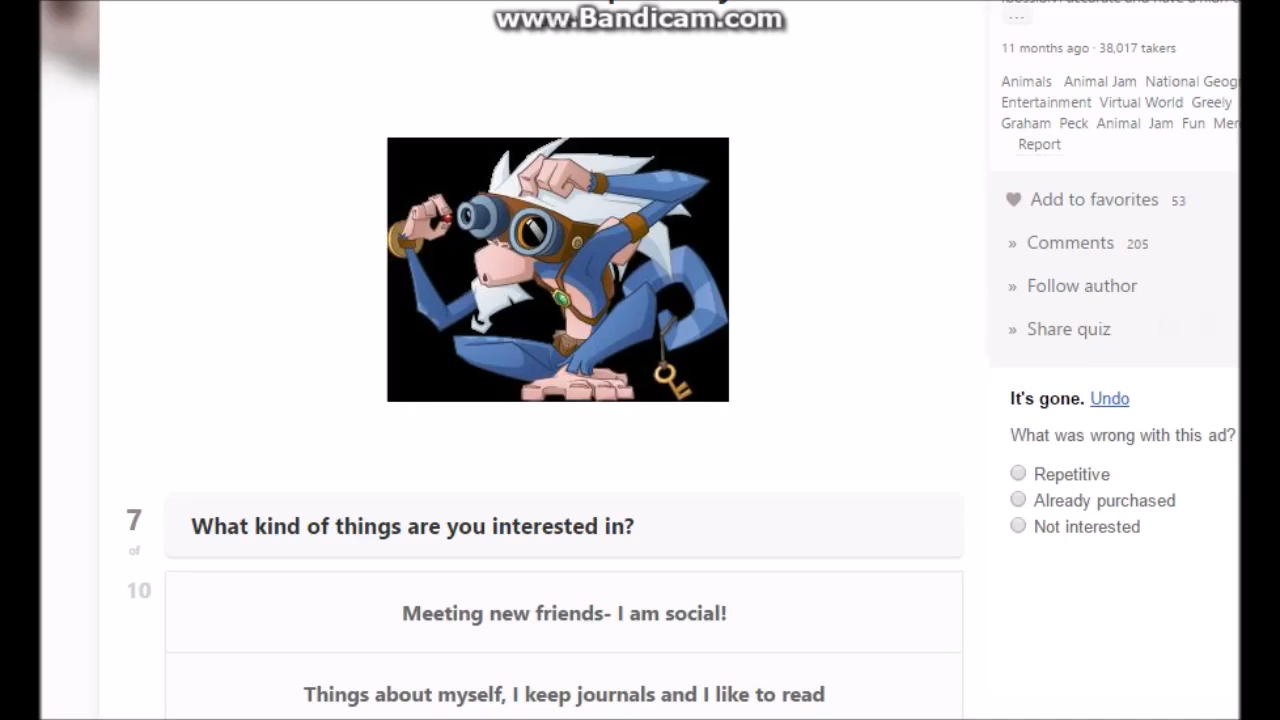 www.Bandicam.com
...
11 months ago · 38,017 takers
Animals Animal Jam National Geog
Entertainment Virtual World Greely
Graham Peck Animal Jam Fun Mer
Report
Add to favorites 53
» Comments 205
» Follow author
» Share quiz
It's gone. Undo
What was wrong with this ad?
Repetitive
Already purchased
Not interested
7
of
10
What kind of things are you interested in?
Meeting new friends- I am social!
Things about myself, I keep journals and I like to read